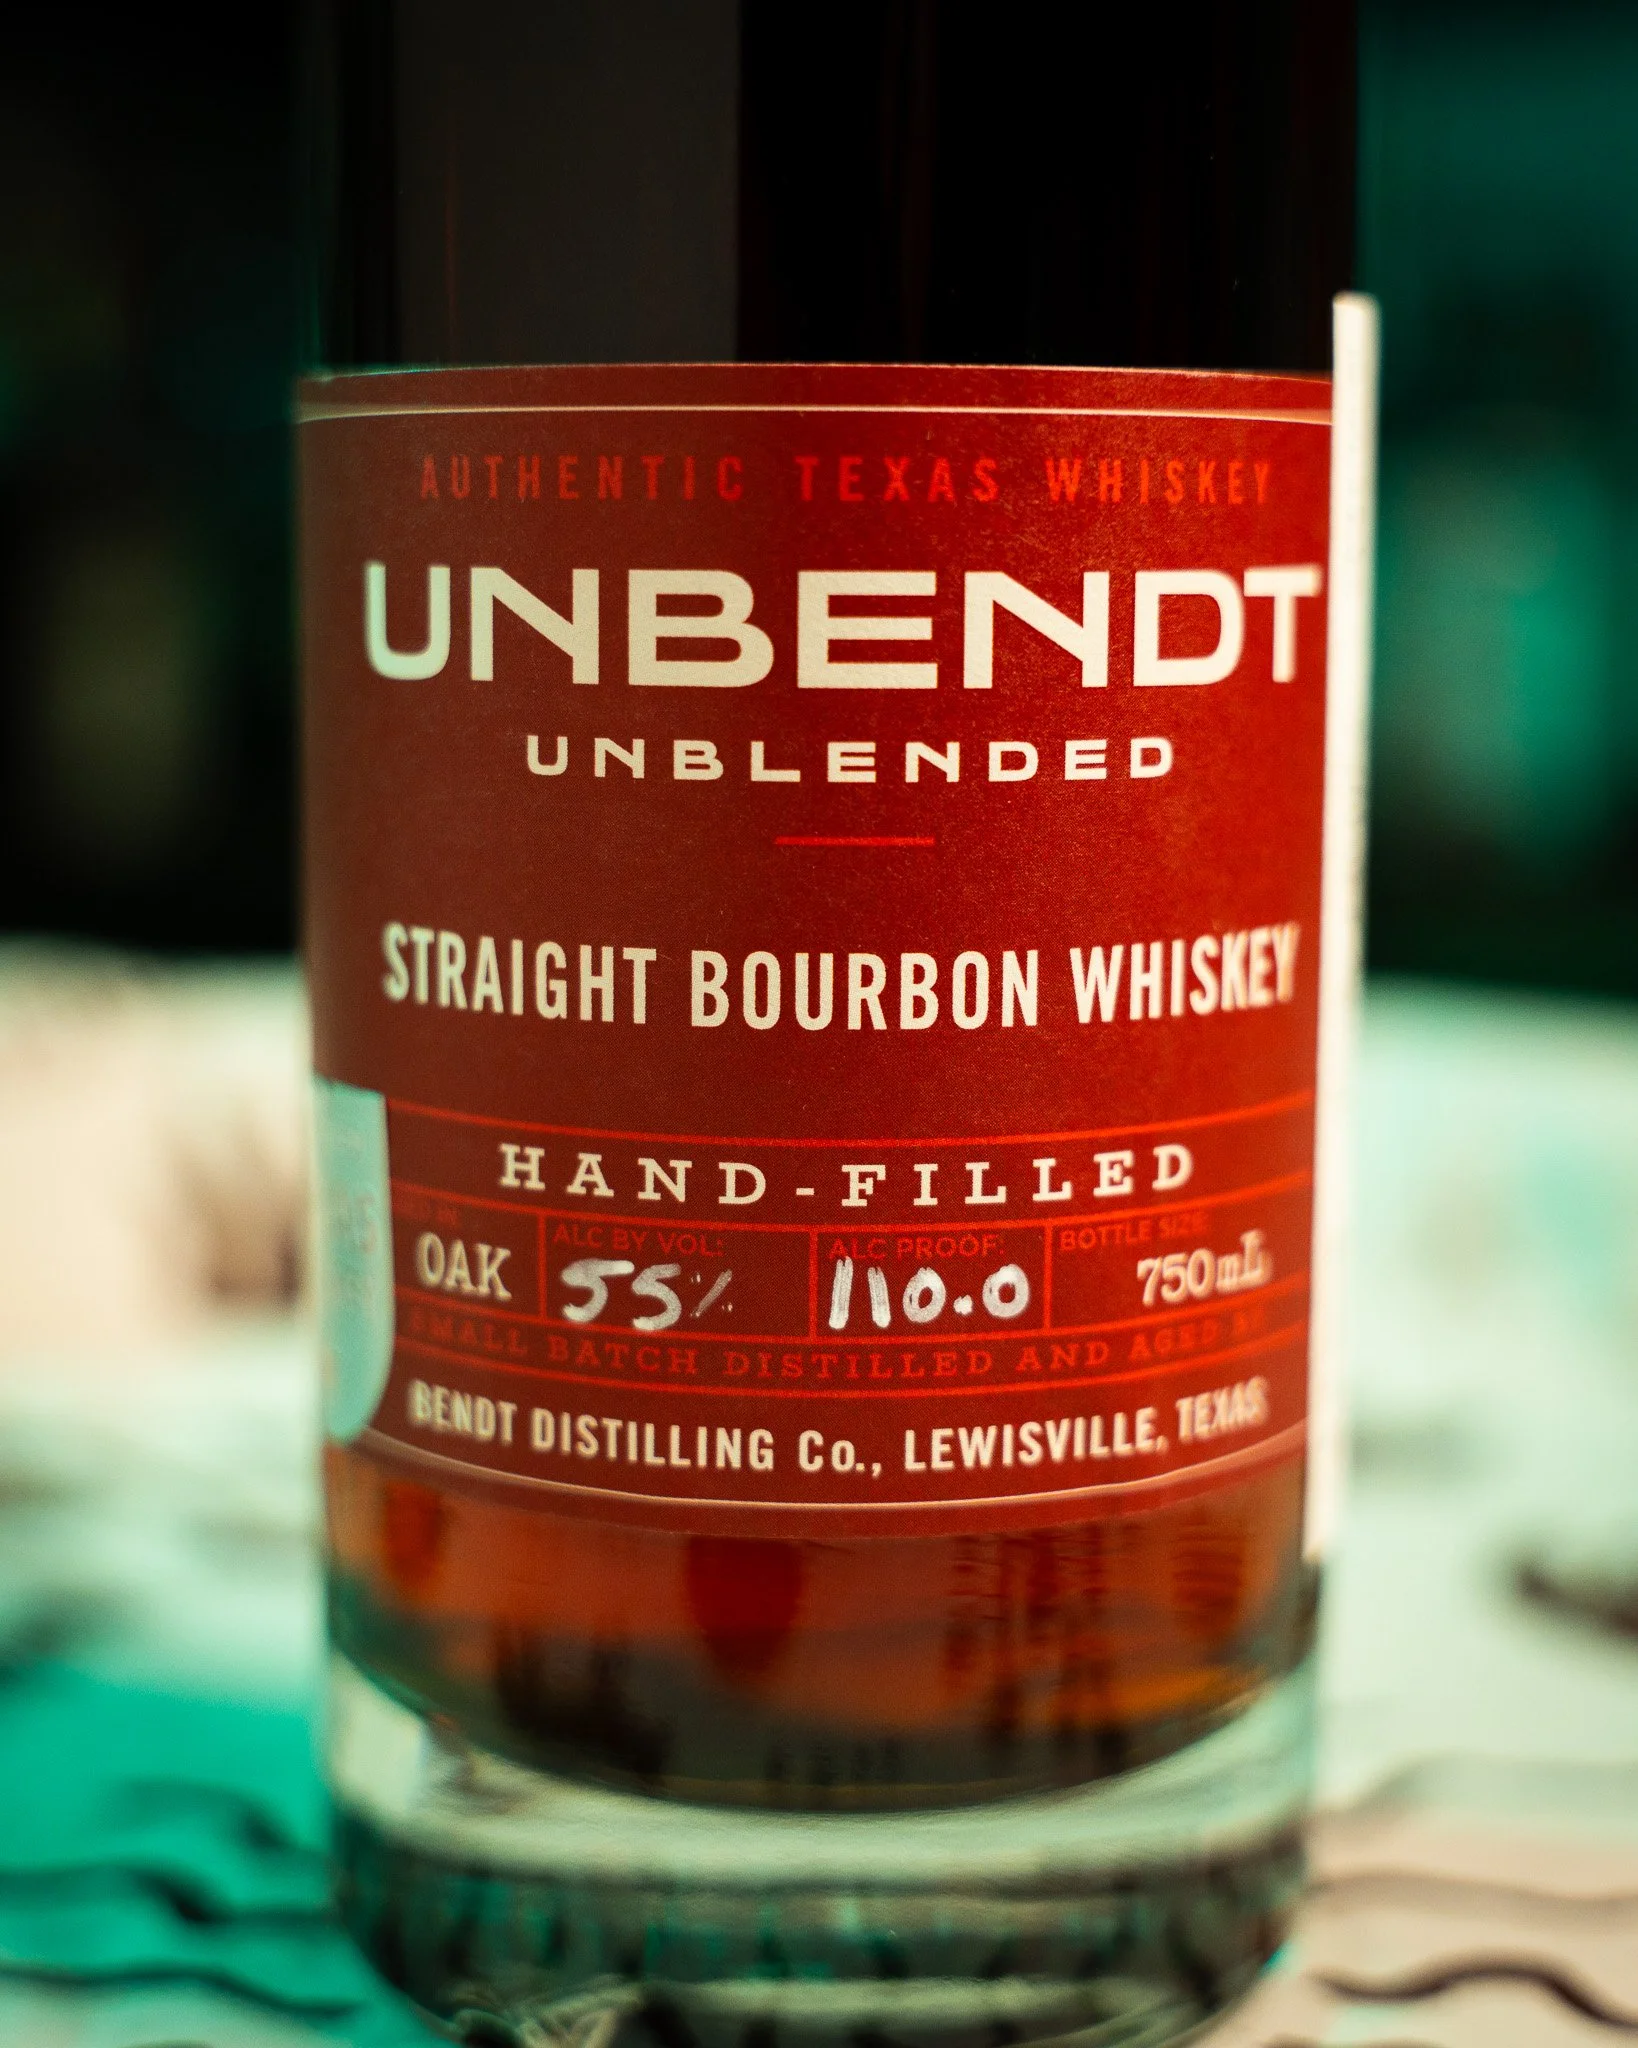 AUTHENTIC TEXAS WHISKEY
UNBENDT
UNBLENDED
STRAIGHT BOURBON WHISKEY
HAND-FILLED
OAK
ALC BY VOL:
55%
ALC PROOF:
110.0
BOTTLE SIZE:
750mL
SMALL BATCH DISTILLED AND AGED BY
BENDT DISTILLING Co., LEWISVILLE, TEXAS